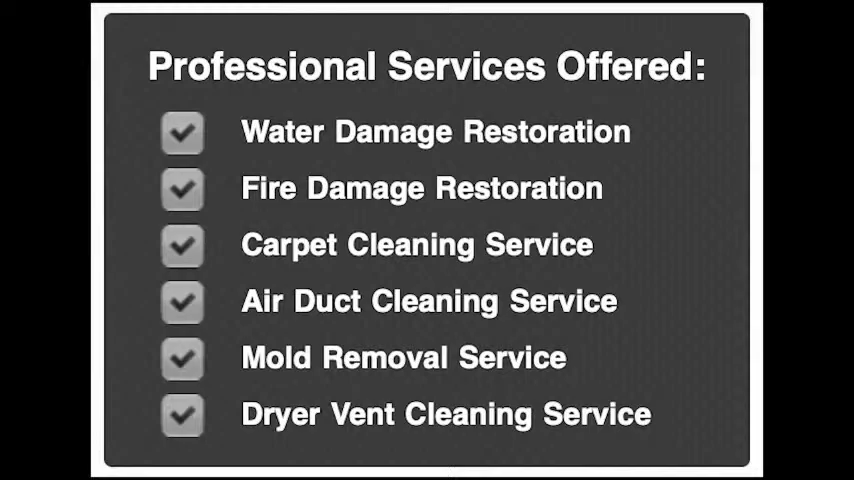 Professional Services Offered:
Water Damage Restoration
Fire Damage Restoration
Carpet Cleaning Service
Air Duct Cleaning Service
Mold Removal Service
Dryer Vent Cleaning Service